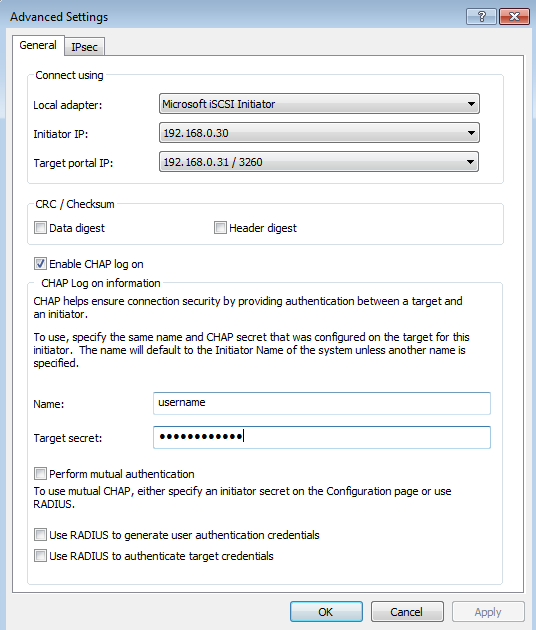 Advanced Settings
General
IPsec
Connect using
Local adapter:
Microsoft iSCSI Initiator
Initiator IP:
192.168.0.30
Target portal IP:
192.168.0.31 / 3260
CRC / Checksum
Data digest
Header digest
Enable CHAP log on
CHAP Log on information
CHAP helps ensure connection security by providing authentication between a target and
an initiator.
To use, specify the same name and CHAP secret that was configured on the target for this
initiator.  The name will default to the Initiator Name of the system unless another name is
specified.
Name:
username
Target secret:
●●●●●●●●●●●●
Perform mutual authentication
To use mutual CHAP, either specify an initiator secret on the Configuration page or use
RADIUS.
Use RADIUS to generate user authentication credentials
Use RADIUS to authenticate target credentials
OK
Cancel
Apply